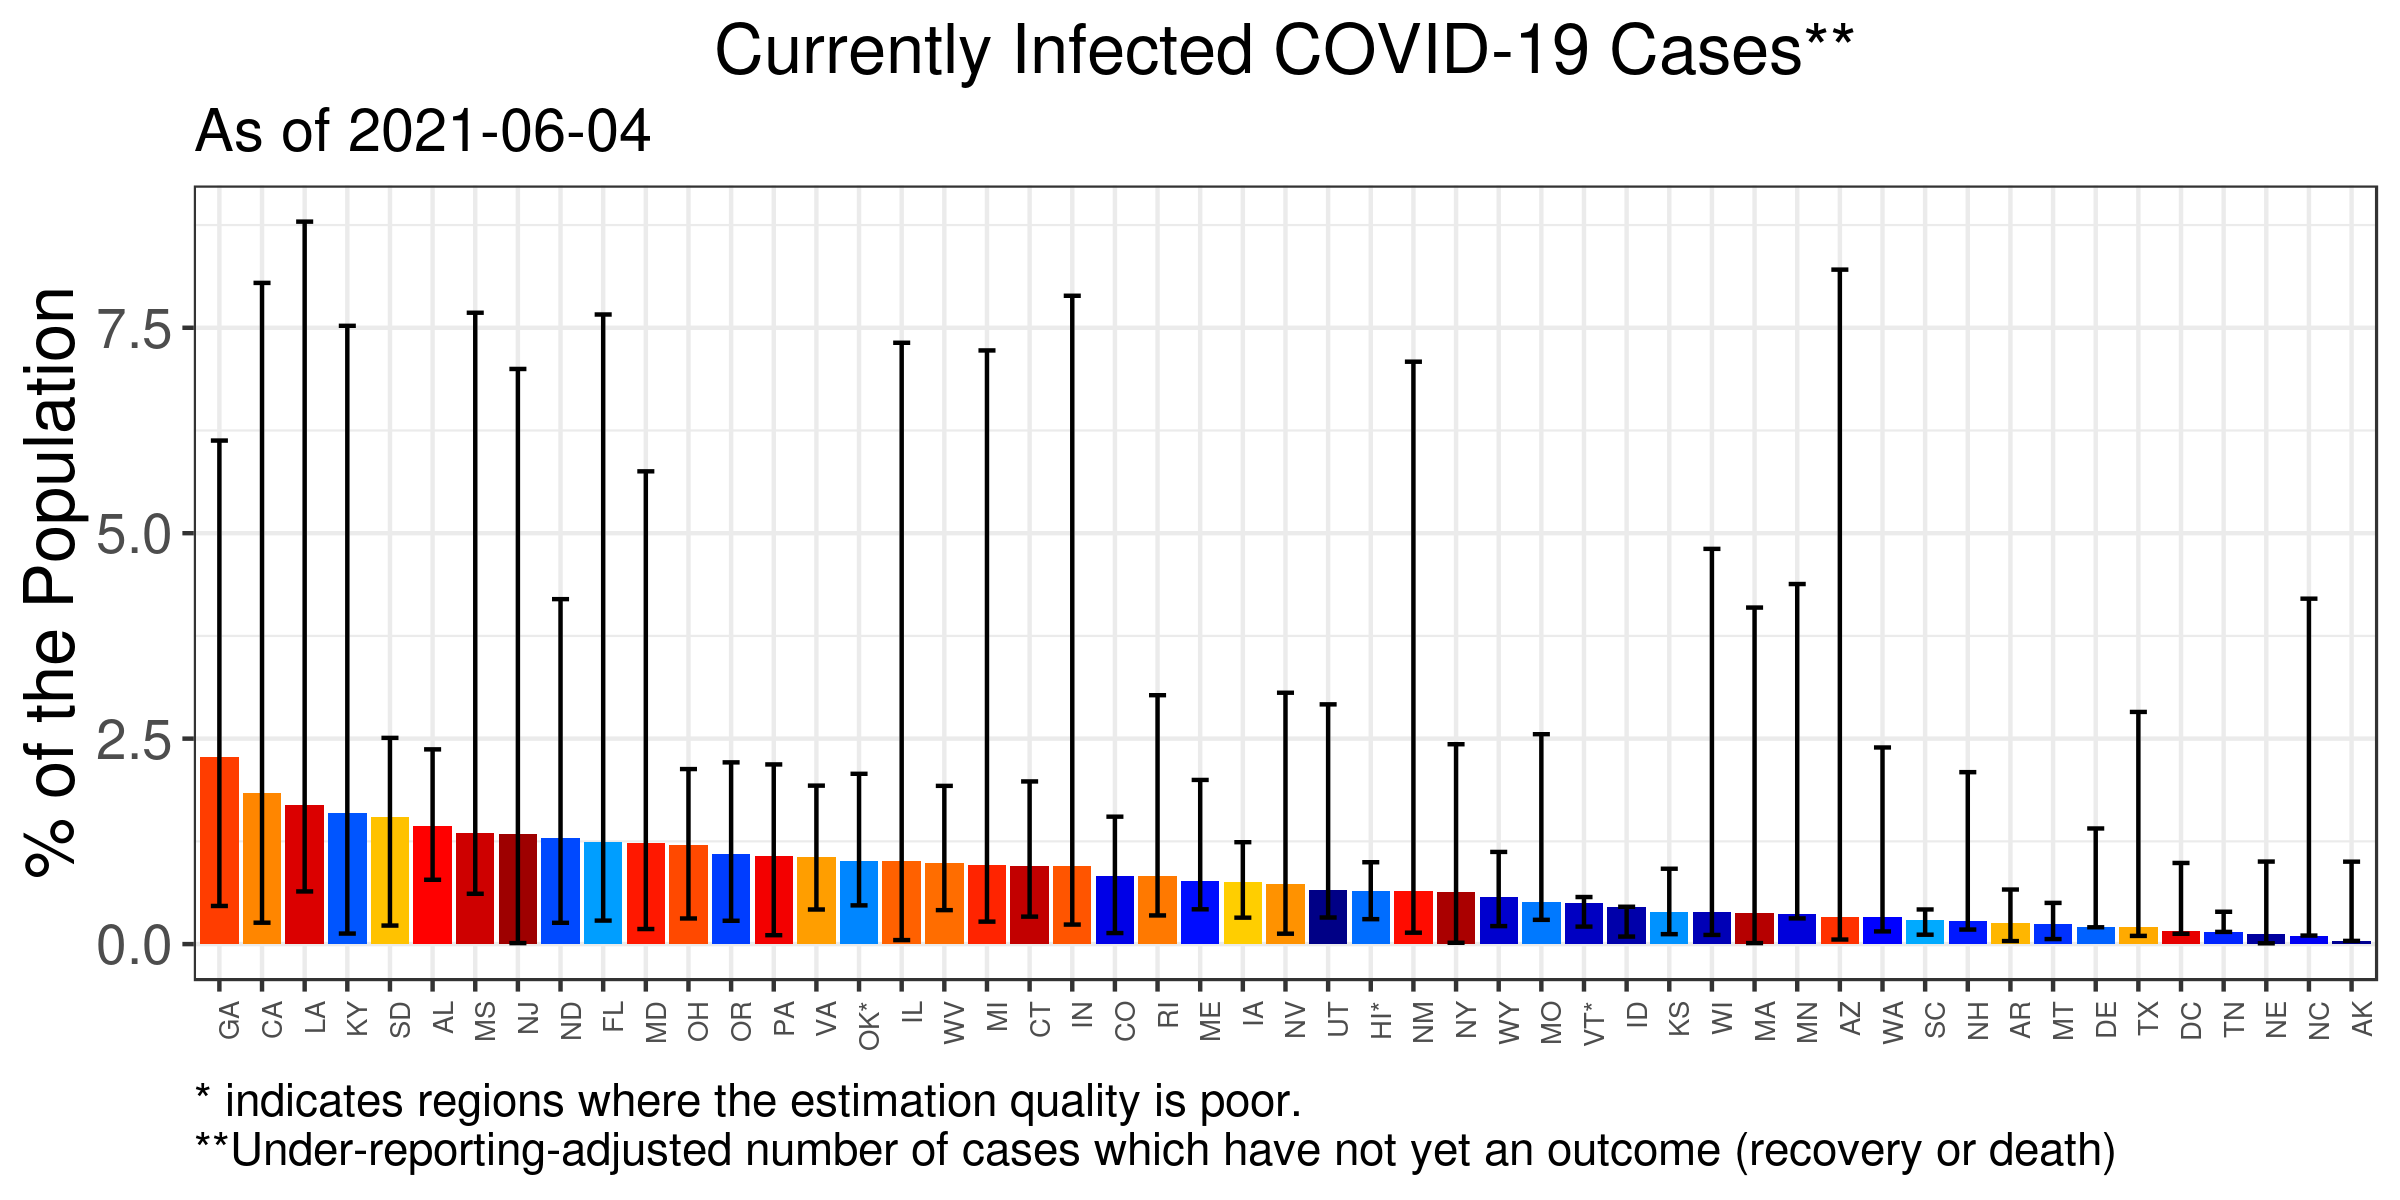 Currently Infected COVID-19 Cases**
As of 2021-06-04
% of the Population
7.5
5.0
2.5
0.0
GA CA LA KY SD AL MS NJ ND FL MD OH OR PA VA OK* IL WV MI CT IN CO RI ME IA NV UT HI* NM NY WY MO VT* ID KS WI MA MN AZ WA SC NH AR MT DE TX DC TN NE NC AK
* indicates regions where the estimation quality is poor.
**Under-reporting-adjusted number of cases which have not yet an outcome (recovery or death)